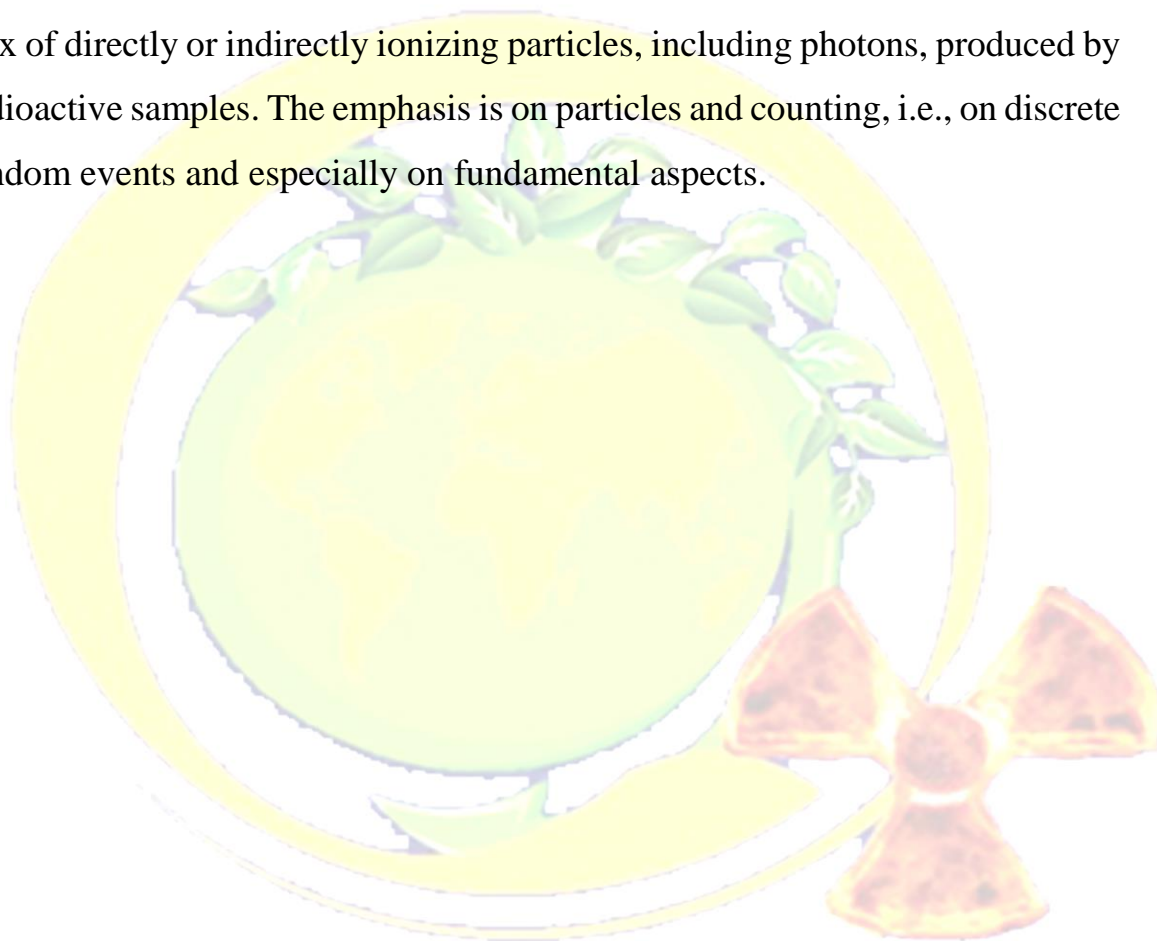 x of directly or indirectly ionizing particles, including photons, produced by
dioactive samples. The emphasis is on particles and counting, i.e., on discrete
ndom events and especially on fundamental aspects.